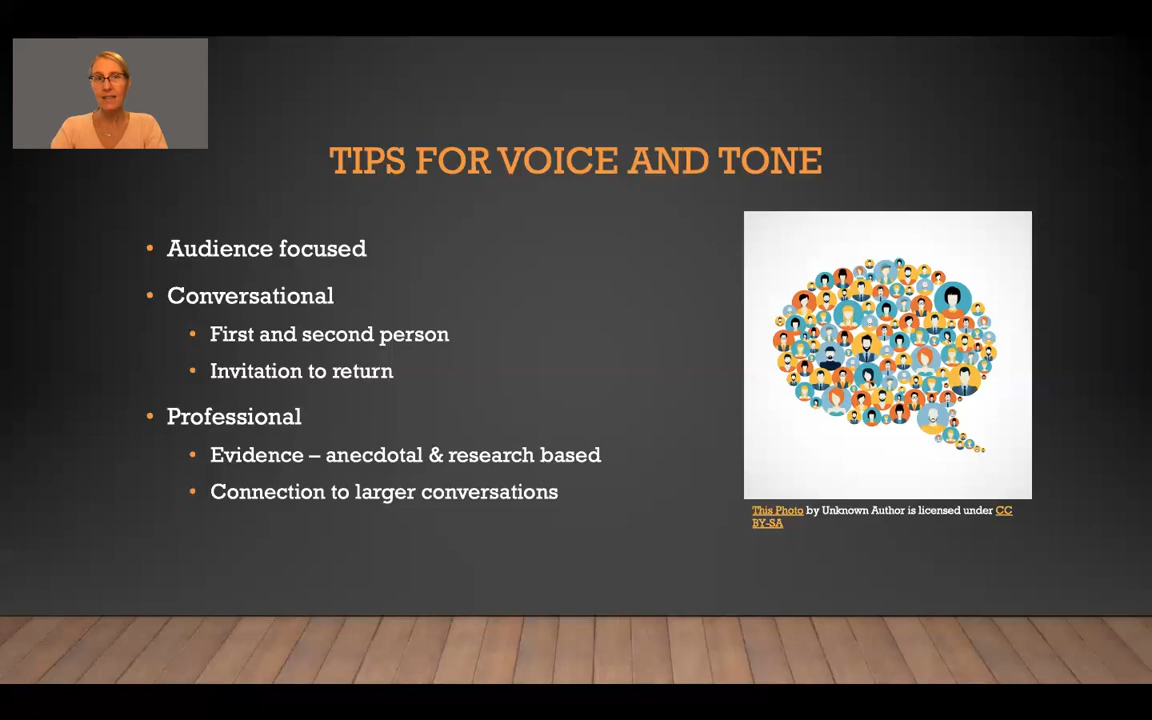 TIPS FOR VOICE AND TONE
• Audience focused
• Conversational
• First and second person
• Invitation to return
• Professional
• Evidence – anecdotal & research based
• Connection to larger conversations
This Photo by Unknown Author is licensed under CC
BY-SA